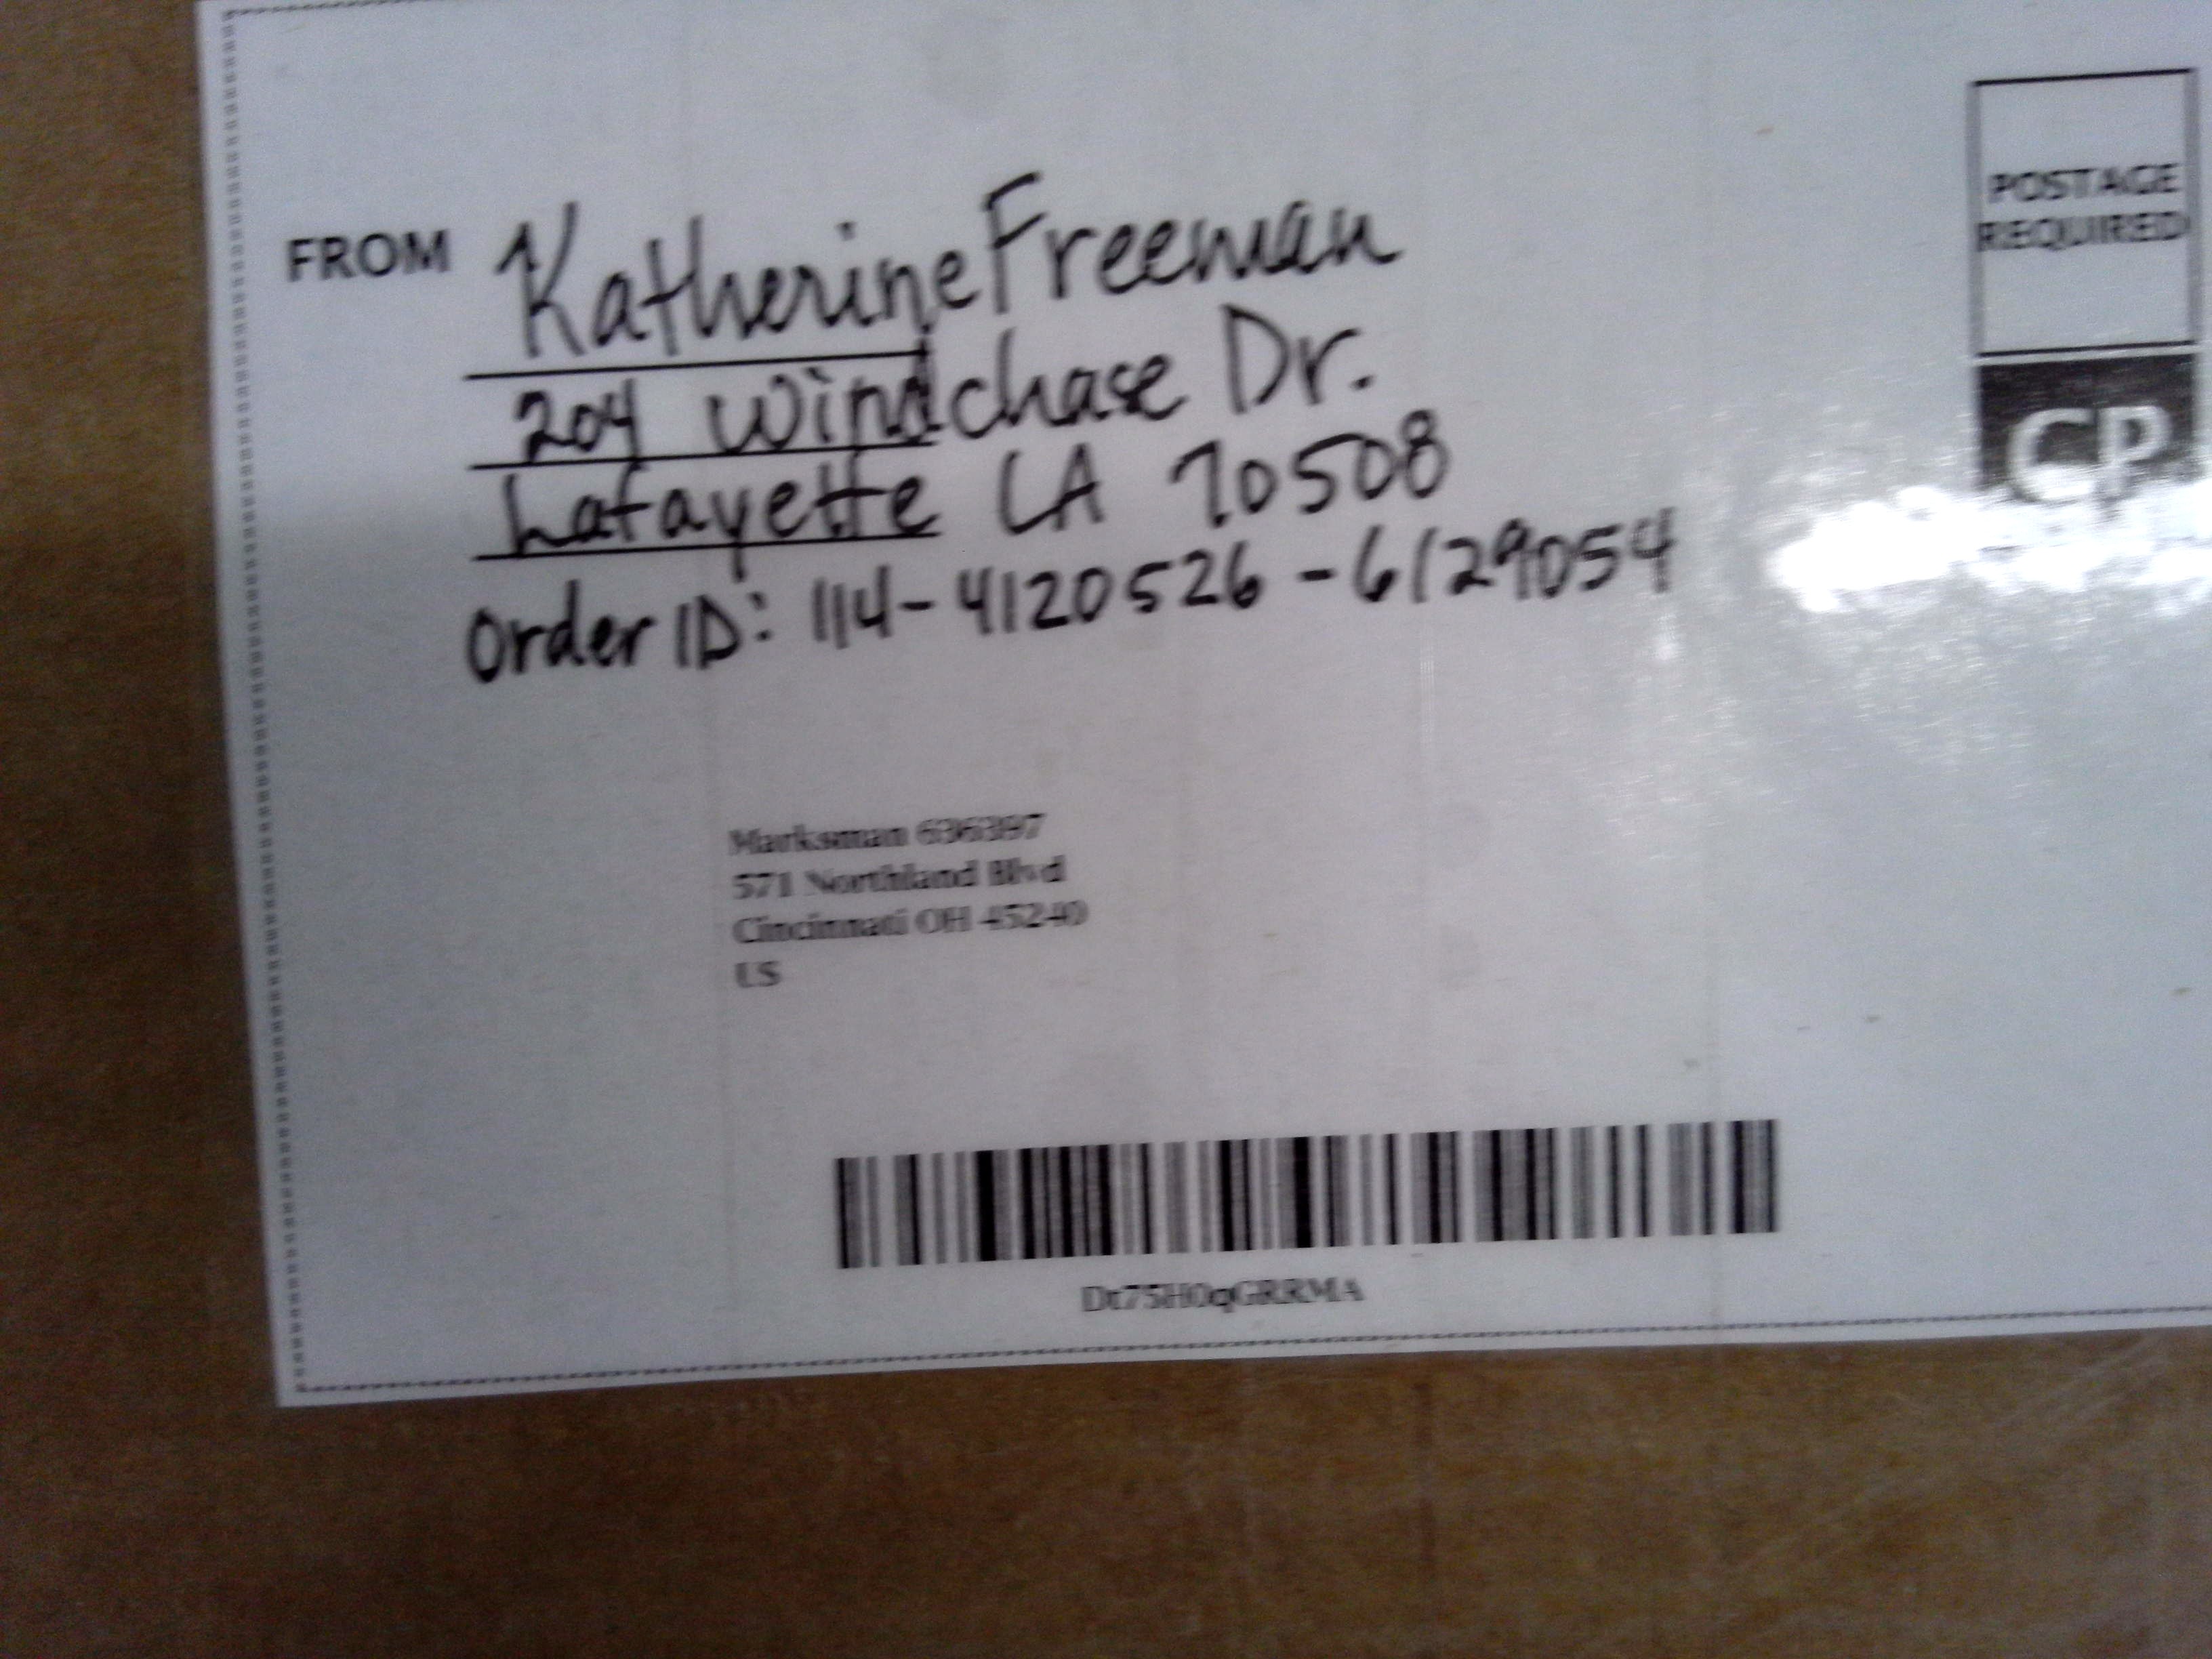 FROM Katherine Freeman
204 Windchase Dr.
Lafayette LA 70508
Order ID: 114-4120526-6129054
POSTAGE
REQUIRED
CP
Marksman 636397
571 Northland Blvd
Cincinnati OH 45240
US
Dt75H0qGRRMA